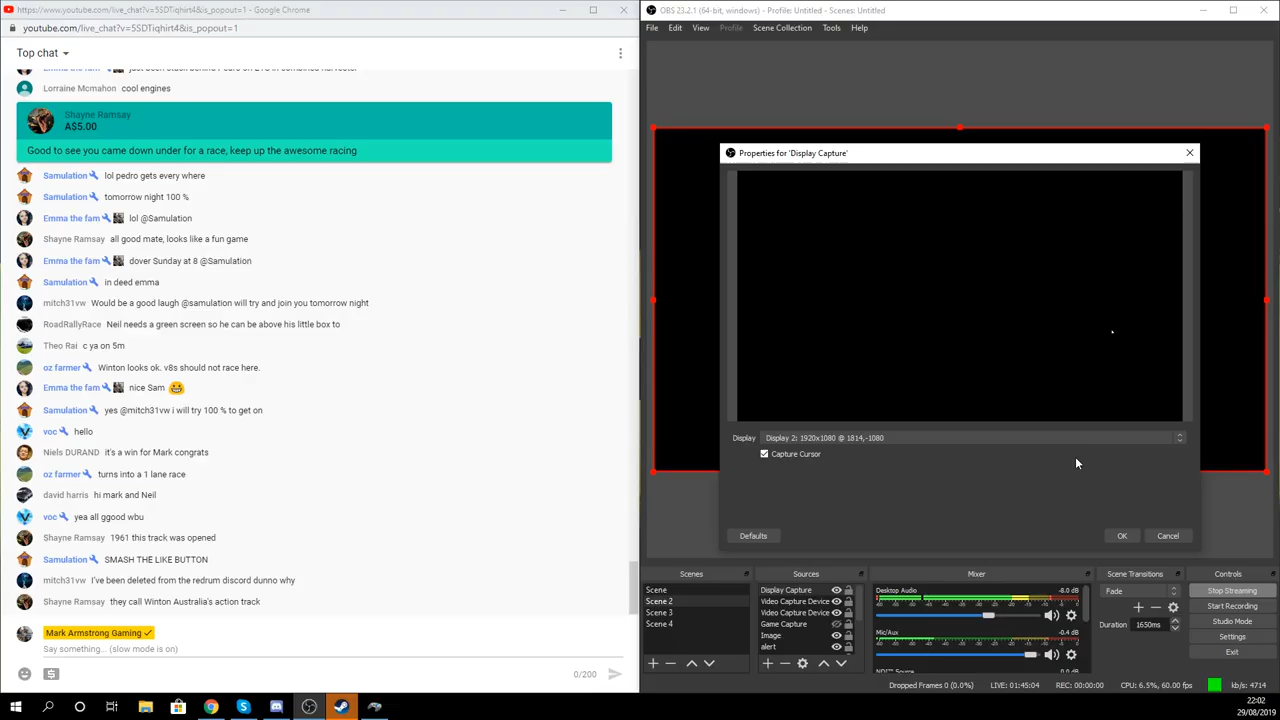 https://www.youtube.com/live_chat?v=5SDTiqhirt4&is_popout=1 - Google Chrome
youtube.com/live_chat?v=5SDTiqhirt4&is_popout=1
Top chat
Lorraine Mcmahon cool engines
Shayne Ramsay
A$5.00
Good to see you came down under for a race, keep up the awesome racing
Samulation lol pedro gets every where
Samulation tomorrow night 100 %
Emma the fam lol @Samulation
Shayne Ramsay all good mate, looks like a fun game
Emma the fam dover Sunday at 8 @Samulation
Samulation in deed emma
mitch31vw Would be a good laugh @samulation will try and join you tomorrow night
RoadRallyRace Neil needs a green screen so he can be above his little box to
Theo Rai c ya on 5m
oz farmer Winton looks ok. v8s should not race here.
Emma the fam nice Sam
Samulation yes @mitch31vw i will try 100 % to get on
voc hello
Niels DURAND it's a win for Mark congrats
oz farmer turns into a 1 lane race
david harris hi mark and Neil
voc yea all ggood wbu
Shayne Ramsay 1961 this track was opened
Samulation SMASH THE LIKE BUTTON
mitch31vw I've been deleted from the redrum discord dunno why
Shayne Ramsay they call Winton Australia's action track
Mark Armstrong Gaming
Say something... (slow mode is on)
0/200
OBS 23.2.1 (64-bit, windows) - Profile: Untitled - Scenes: Untitled
File Edit View Profile Scene Collection Tools Help
Properties for 'Display Capture'
Display Display 2: 1920x1080 @ 1814,-1080
Capture Cursor
Defaults OK Cancel
Scenes
Scene
Scene 2
Scene 3
Scene 4
Sources
Display Capture
Video Capture Device
Video Capture Device
Game Capture
Image
alert
Mixer
Desktop Audio -8.0 dB
Mic/Aux -0.4 dB
Scene Transitions
Fade
Duration 1650ms
Controls
Stop Streaming
Start Recording
Studio Mode
Settings
Exit
Dropped Frames 0 (0.0%) LIVE: 01:45:04 REC: 00:00:00 CPU: 6.5%, 60.00 fps kb/s: 4714
22:02
29/08/2019